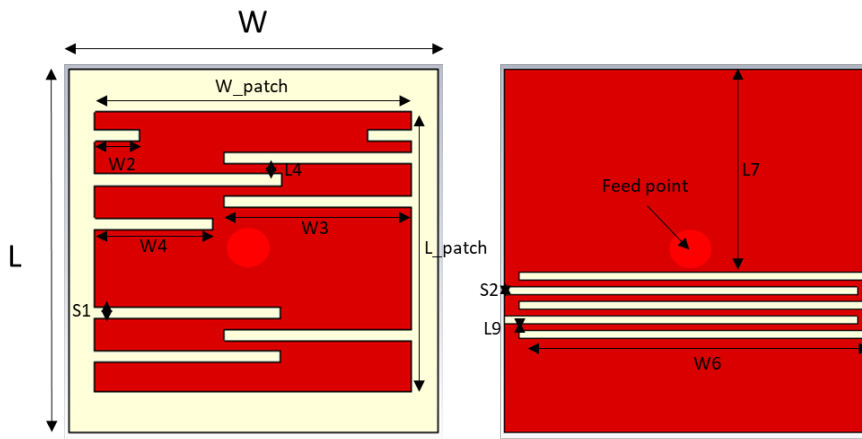 W
W_patch
W2
L4
L7
Feed point
W4
W3
L_patch
L
S1
S2
L9
W6